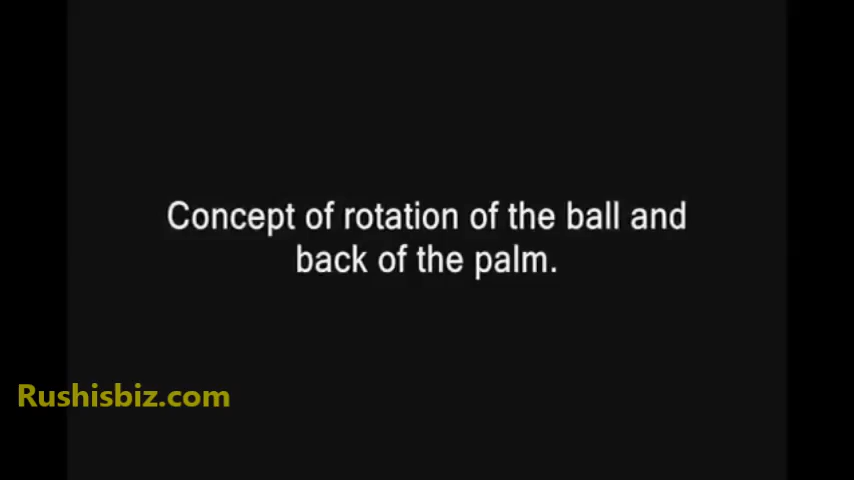 Concept of rotation of the ball and
back of the palm.
Rushisbiz.com